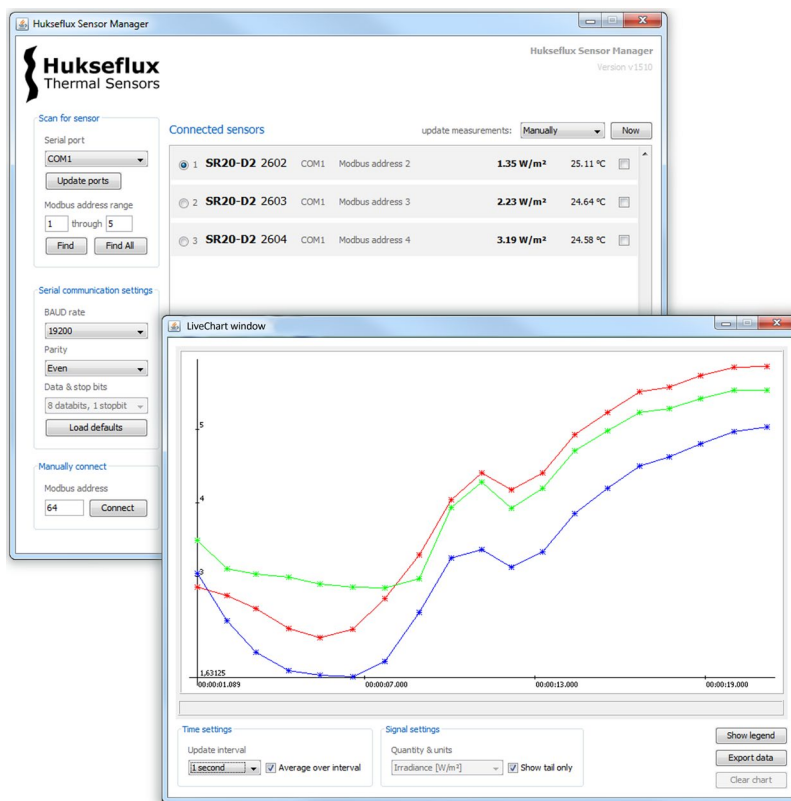 Hukseflux Sensor Manager
Hukseflux Sensor Manager
Version v1510
Hukseflux
Thermal Sensors
Scan for sensor
Serial port
COM1
Update ports
Modbus address range
1 through 5
Find Find All
Connected sensors update measurements: Manually Now
1 SR20-D2 2602 COM1 Modbus address 2 1.35 W/m² 25.11 ºC
2 SR20-D2 2603 COM1 Modbus address 3 2.23 W/m² 24.64 ºC
3 SR20-D2 2604 COM1 Modbus address 4 3.19 W/m² 24.58 ºC
Serial communication settings
BAUD rate
19200
Parity
Even
Data & stop bits
8 databits, 1 stopbit
Load defaults
Manually connect
Modbus address
64 Connect
LiveChart window
5
4
3
1,63125
00:00:01.089 00:00:07.000 00:00:13.000 00:00:19.000
Time settings
Update interval
1 second Average over interval
Signal settings
Quantity & units
Irradiance [W/m²] Show tail only
Show legend
Export data
Clear chart